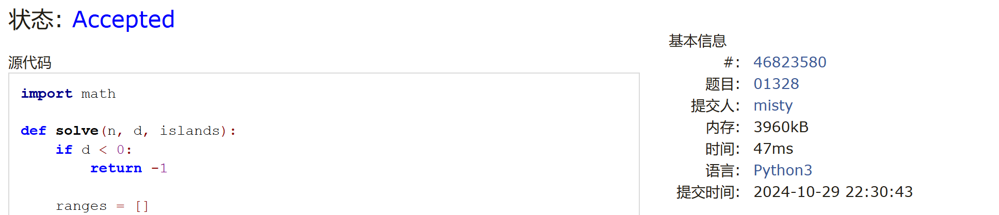 状态: Accepted
源代码
import math
def solve(n, d, islands):
    if d < 0:
        return -1
    ranges = []
基本信息
#: 46823580
题目: 01328
提交人: misty
内存: 3960kB
时间: 47ms
语言: Python3
提交时间: 2024-10-29 22:30:43